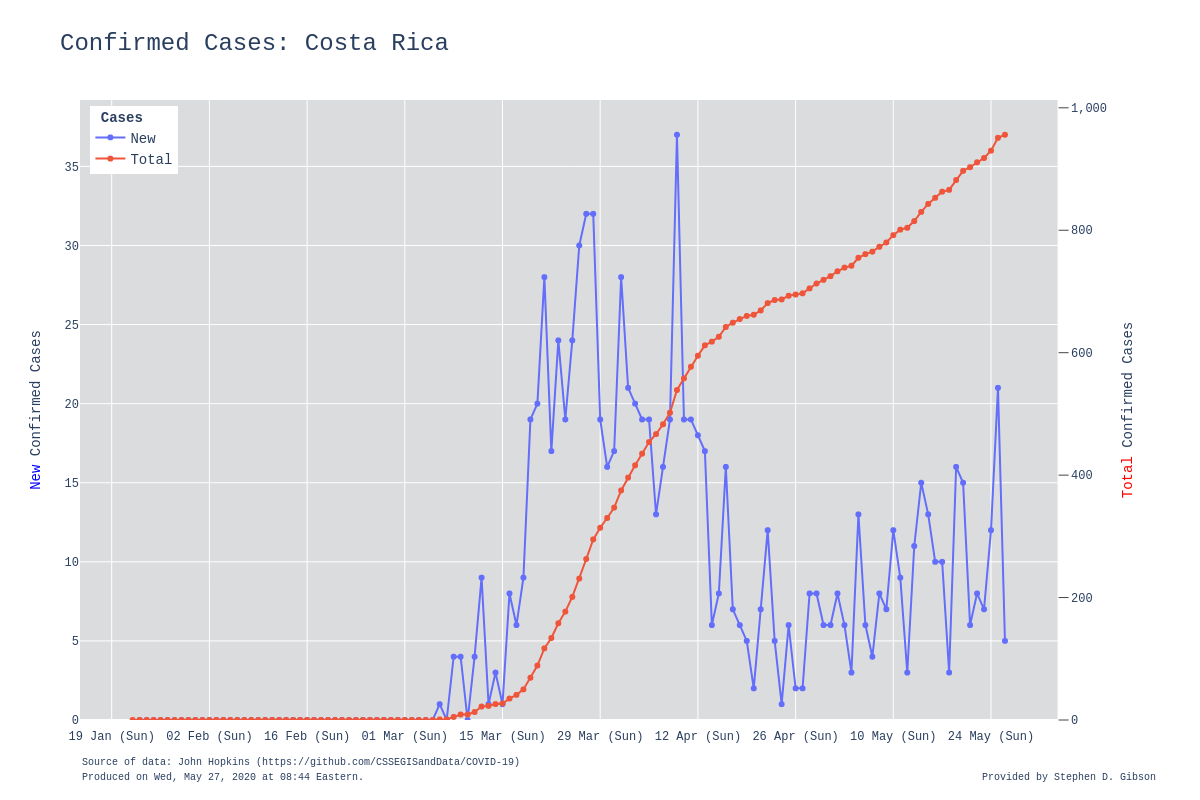 Confirmed Cases: Costa Rica
Cases
New
Total
35
30
25
20
15
10
5
0
New Confirmed Cases
1,000
800
600
400
200
0
Total Confirmed Cases
19 Jan (Sun) 02 Feb (Sun) 16 Feb (Sun) 01 Mar (Sun) 15 Mar (Sun) 29 Mar (Sun) 12 Apr (Sun) 26 Apr (Sun) 10 May (Sun) 24 May (Sun)
Source of data: John Hopkins (https://github.com/CSSEGISandData/COVID-19)
Produced on Wed, May 27, 2020 at 08:44 Eastern.
Provided by Stephen D. Gibson